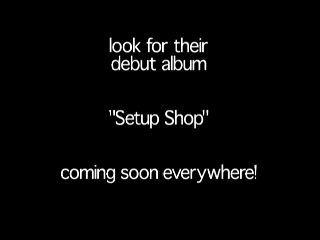 look for their
debut album
"Setup Shop"
coming soon everywhere!